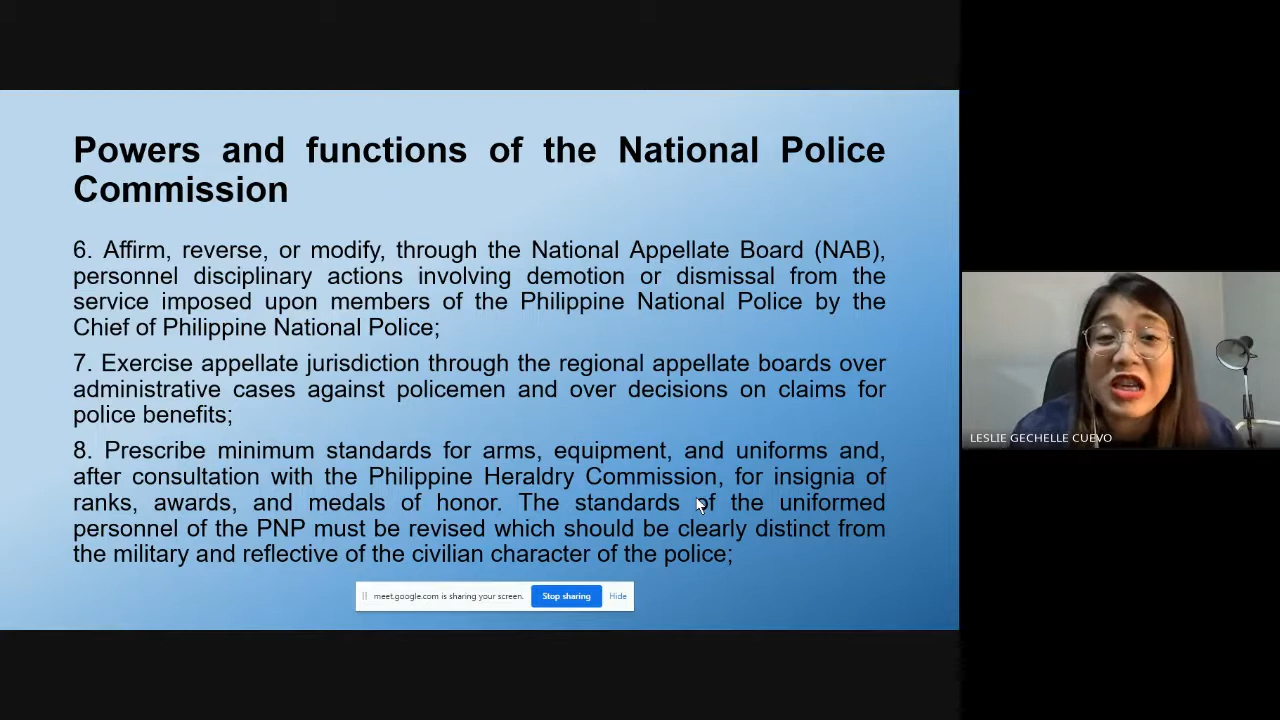 Powers and functions of the National Police
Commission
6. Affirm, reverse, or modify, through the National Appellate Board (NAB),
personnel disciplinary actions involving demotion or dismissal from the
service imposed upon members of the Philippine National Police by the
Chief of Philippine National Police;
7. Exercise appellate jurisdiction through the regional appellate boards over
administrative cases against policemen and over decisions on claims for
police benefits;
8. Prescribe minimum standards for arms, equipment, and uniforms and,
after consultation with the Philippine Heraldry Commission, for insignia of
ranks, awards, and medals of honor. The standards of the uniformed
personnel of the PNP must be revised which should be clearly distinct from
the military and reflective of the civilian character of the police;
meet.google.com is sharing your screen. Stop sharing Hide
LESLIE GECHELLE CUEVO